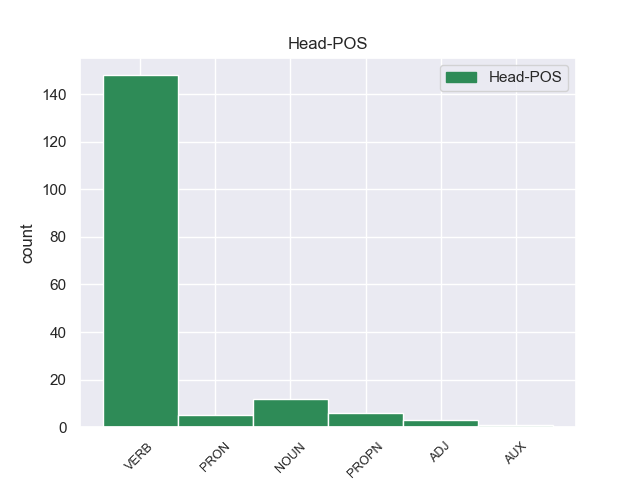 Head-POS
Head-POS
140
120
100
80
60
40
20
0
count
VERB
PRON
NOUN
PROPN
ADJ
AUX